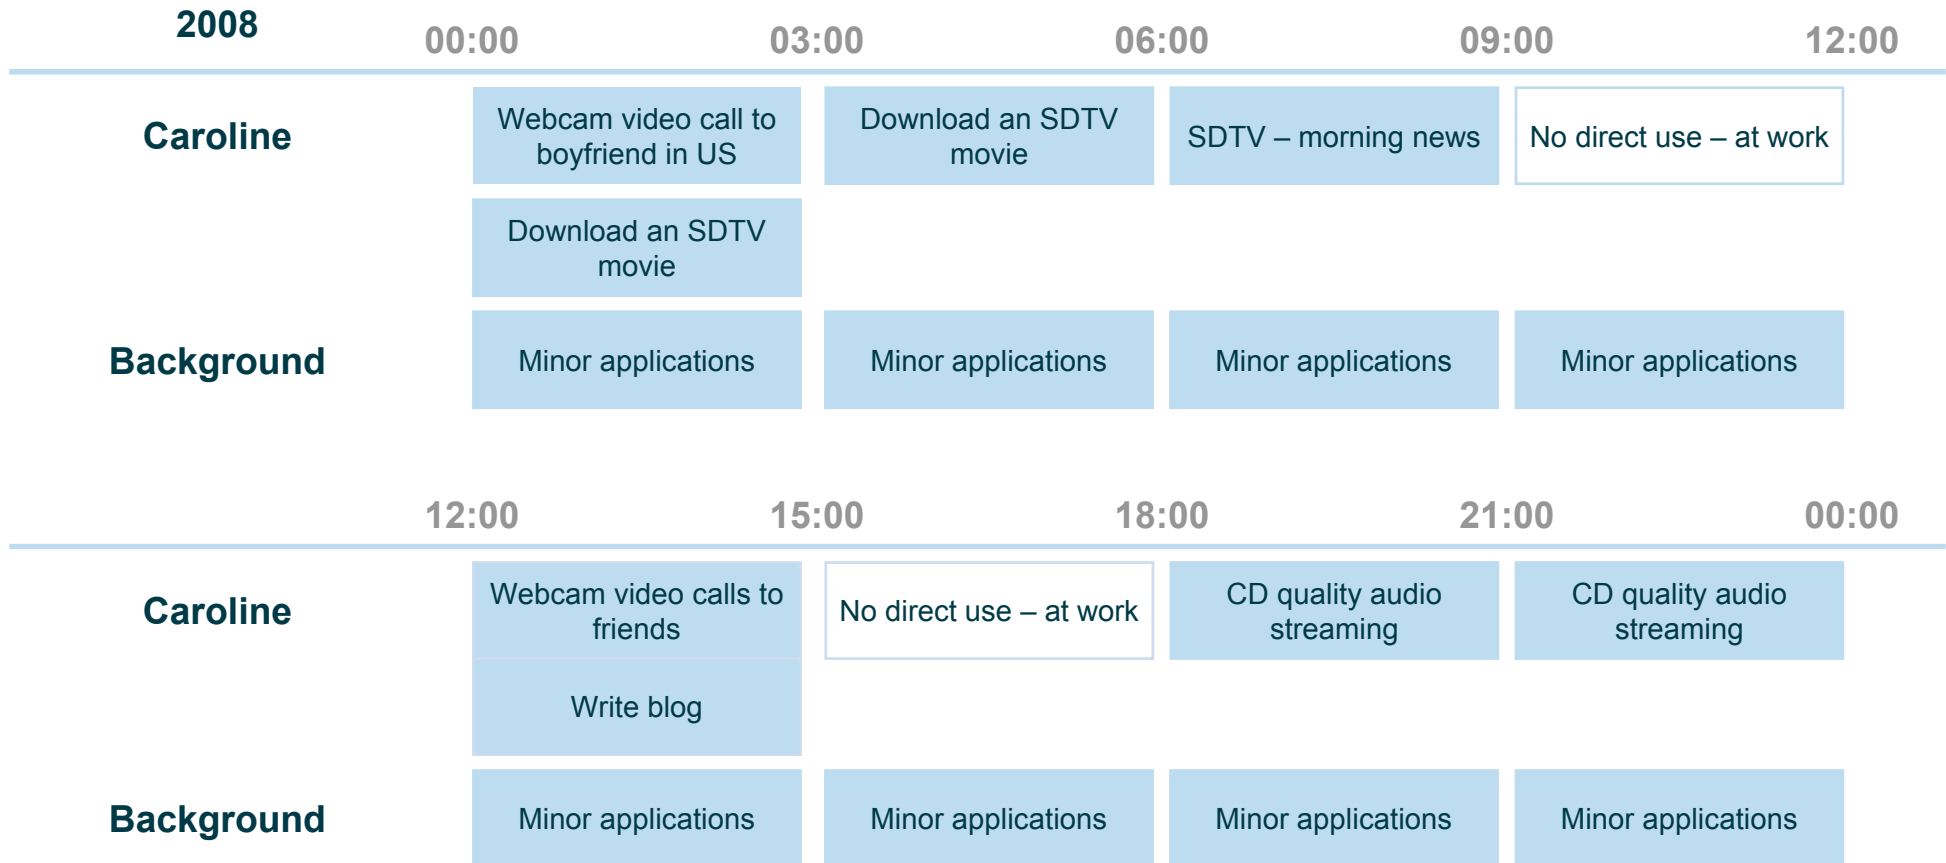 2008
00:00 03:00 06:00 09:00 12:00
Caroline
Webcam video call to
boyfriend in US
Download an SDTV
movie
SDTV – morning news
No direct use – at work
Download an SDTV
movie
Background
Minor applications
Minor applications
Minor applications
Minor applications
12:00 15:00 18:00 21:00 00:00
Caroline
Webcam video calls to
friends
No direct use – at work
CD quality audio
streaming
CD quality audio
streaming
Write blog
Background
Minor applications
Minor applications
Minor applications
Minor applications